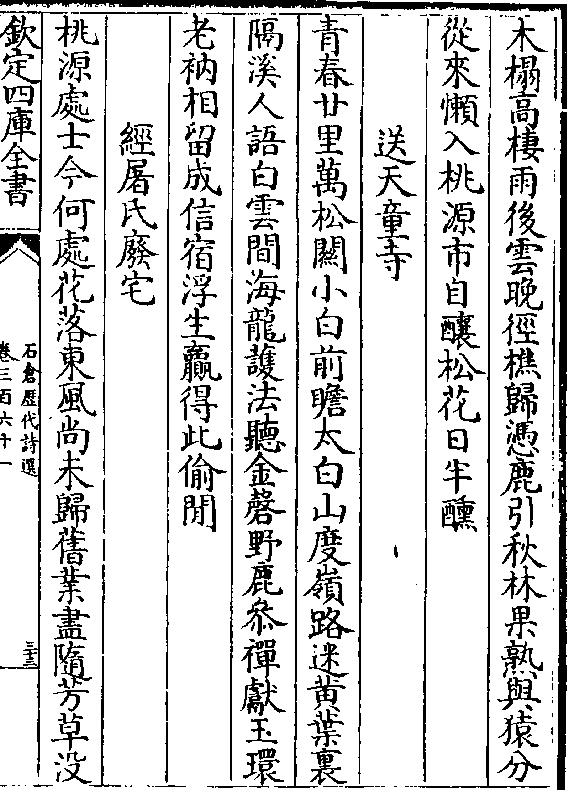 木榻高棲雨後雲晚徑樵歸憑鹿引秋林果熟與猿分
從來懶入桃源市自釀松花日半醺
送天童寺
青春廿里萬松關小白前瞻太白山度嶺路迷黄葉裏
隔溪人語白雲間海龍護法聽金磬野鹿叅禪獻玉環
老衲相留成信宿浮生贏得此偷閒
經屠氏廢宅
桃源處士今何處花落東風尚未歸舊業盡隨芳草没
欽定四庫全書
石倉歷代詩選
卷三百六十一
三十三